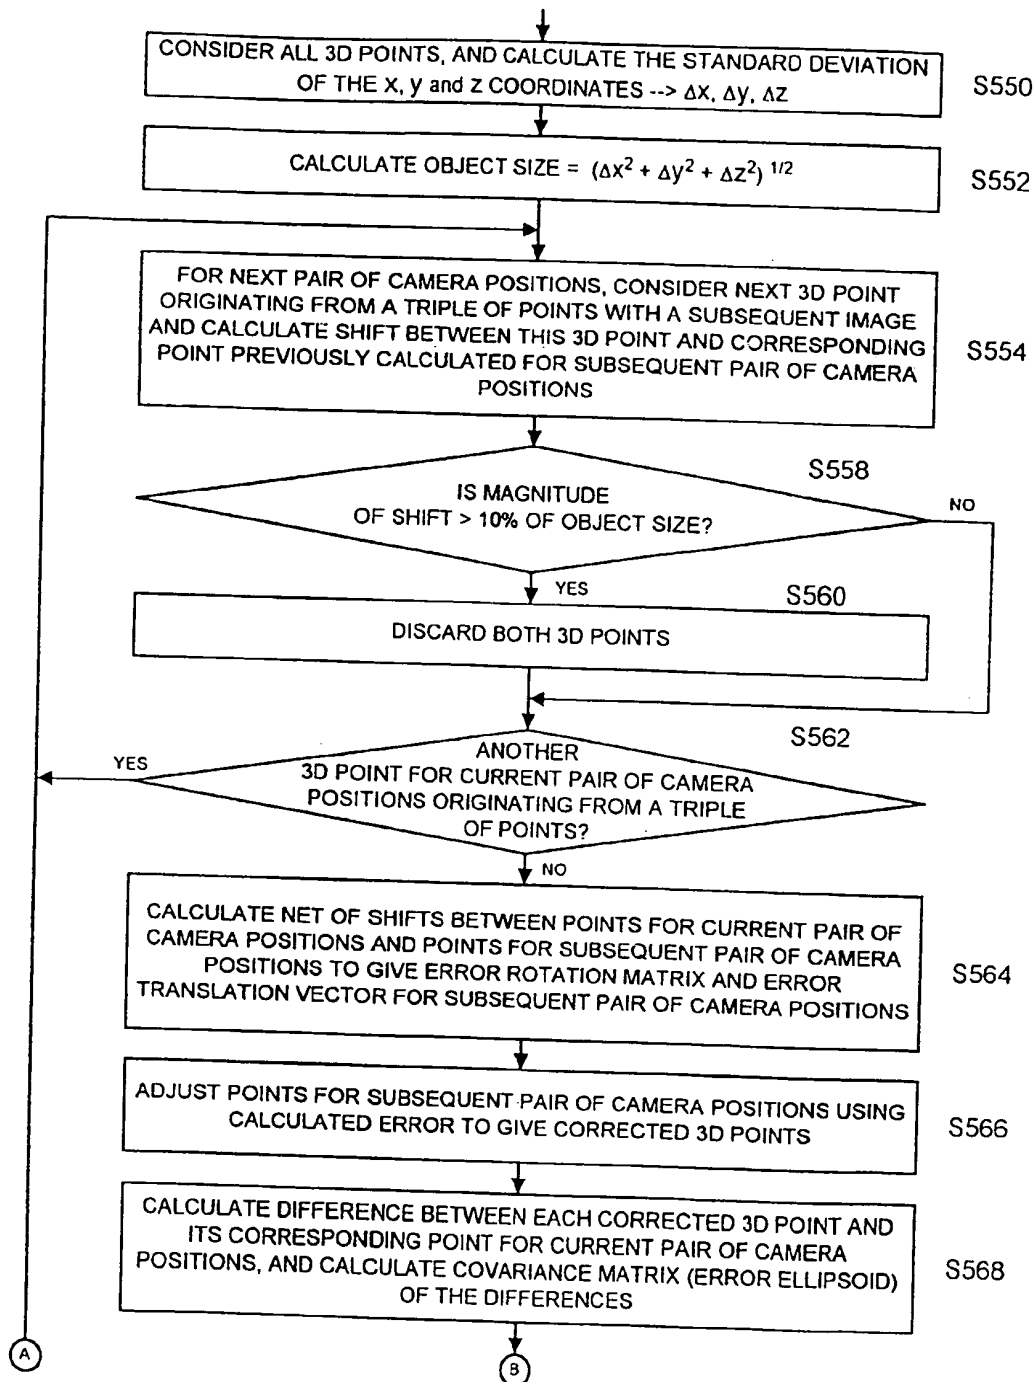 CONSIDER ALL 3D POINTS, AND CALCULATE THE STANDARD DEVIATION
OF THE x, y and z COORDINATES --> Δx, Δy, Δz
S550
CALCULATE OBJECT SIZE = (Δx² + Δy² + Δz²) 1/2
S552
FOR NEXT PAIR OF CAMERA POSITIONS, CONSIDER NEXT 3D POINT
ORIGINATING FROM A TRIPLE OF POINTS WITH A SUBSEQUENT IMAGE
AND CALCULATE SHIFT BETWEEN THIS 3D POINT AND CORRESPONDING
POINT PREVIOUSLY CALCULATED FOR SUBSEQUENT PAIR OF CAMERA
POSITIONS
S554
S558
IS MAGNITUDE
OF SHIFT > 10% OF OBJECT SIZE?
NO
YES
S560
DISCARD BOTH 3D POINTS
S562
YES
ANOTHER
3D POINT FOR CURRENT PAIR OF CAMERA
POSITIONS ORIGINATING FROM A TRIPLE
OF POINTS?
NO
CALCULATE NET OF SHIFTS BETWEEN POINTS FOR CURRENT PAIR OF
CAMERA POSITIONS AND POINTS FOR SUBSEQUENT PAIR OF CAMERA
POSITIONS TO GIVE ERROR ROTATION MATRIX AND ERROR
TRANSLATION VECTOR FOR SUBSEQUENT PAIR OF CAMERA POSITIONS
S564
ADJUST POINTS FOR SUBSEQUENT PAIR OF CAMERA POSITIONS USING
CALCULATED ERROR TO GIVE CORRECTED 3D POINTS
S566
CALCULATE DIFFERENCE BETWEEN EACH CORRECTED 3D POINT AND
ITS CORRESPONDING POINT FOR CURRENT PAIR OF CAMERA
POSITIONS, AND CALCULATE COVARIANCE MATRIX (ERROR ELLIPSOID)
OF THE DIFFERENCES
S568
A
B